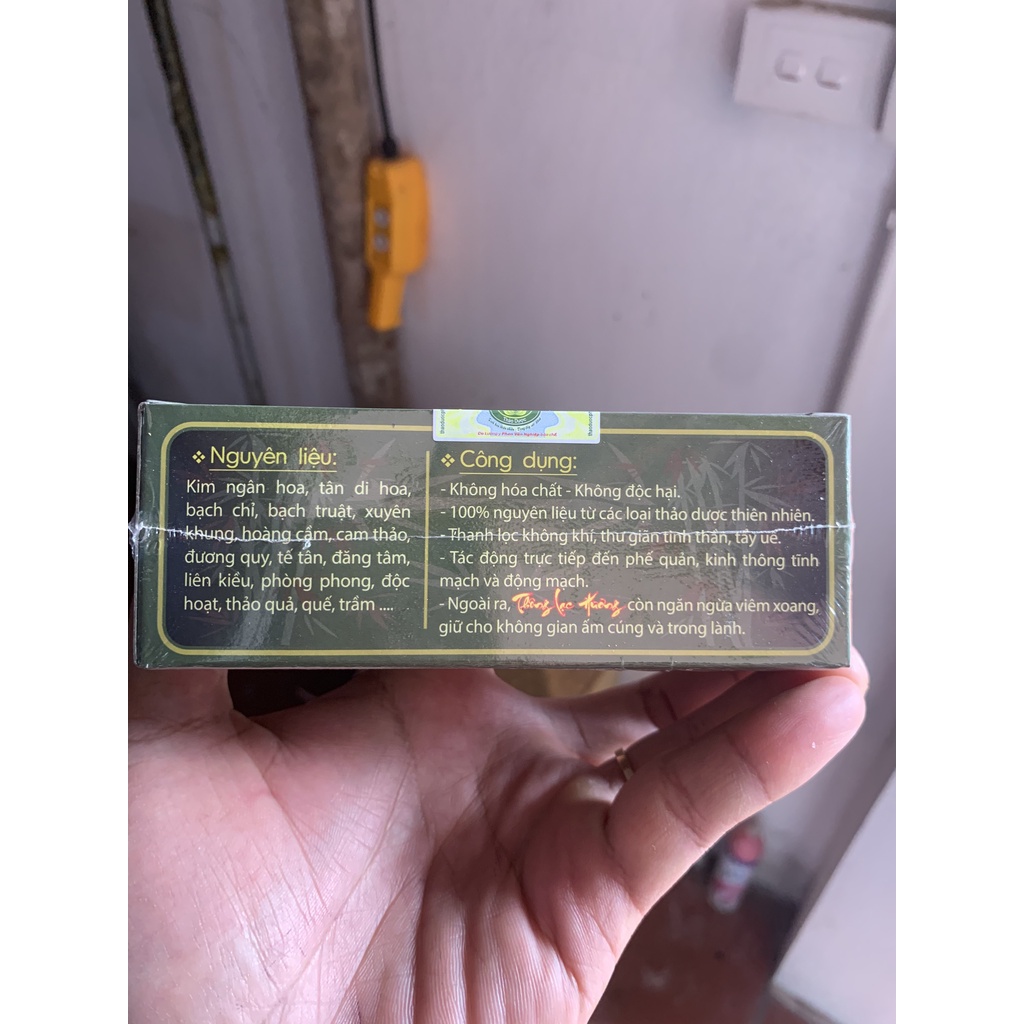 ❖ Nguyên liệu:
Kim ngân hoa, tân di hoa,
bạch chỉ, bạch truật, xuyên
khung, hoàng cầm, cam thảo,
đương quy, tế tân, đăng tâm,
liên kiều, phòng phong, độc
hoạt, thảo quả, quế, trầm ....
❖ Công dụng:
- Không hóa chất - Không độc hại.
- 100% nguyên liệu từ các loại thảo dược thiên nhiên.
- Thanh lọc không khí, thư giãn tinh thần, tẩy uế.
- Tác động trực tiếp đến phế quản, kinh thông tĩnh
mạch và động mạch.
- Ngoài ra, Thông Lạc Hương còn ngăn ngừa viêm xoang,
giữ cho không gian ấm cúng và trong lành.